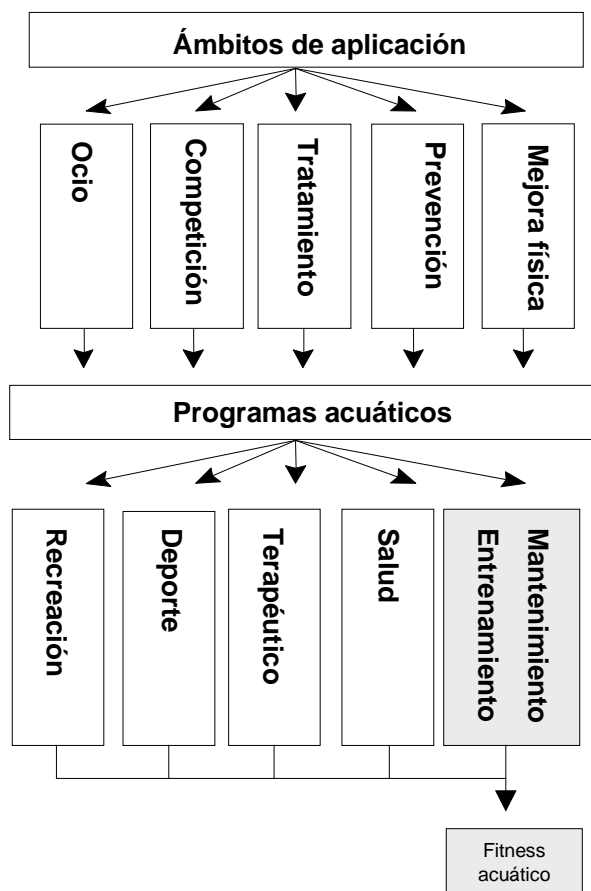 Ámbitos de aplicación
Ocio
Competición
Tratamiento
Prevención
Mejora física
Programas acuáticos
Recreación
Deporte
Terapéutico
Salud
Mantenimiento
Entrenamiento
Fitness
acuático